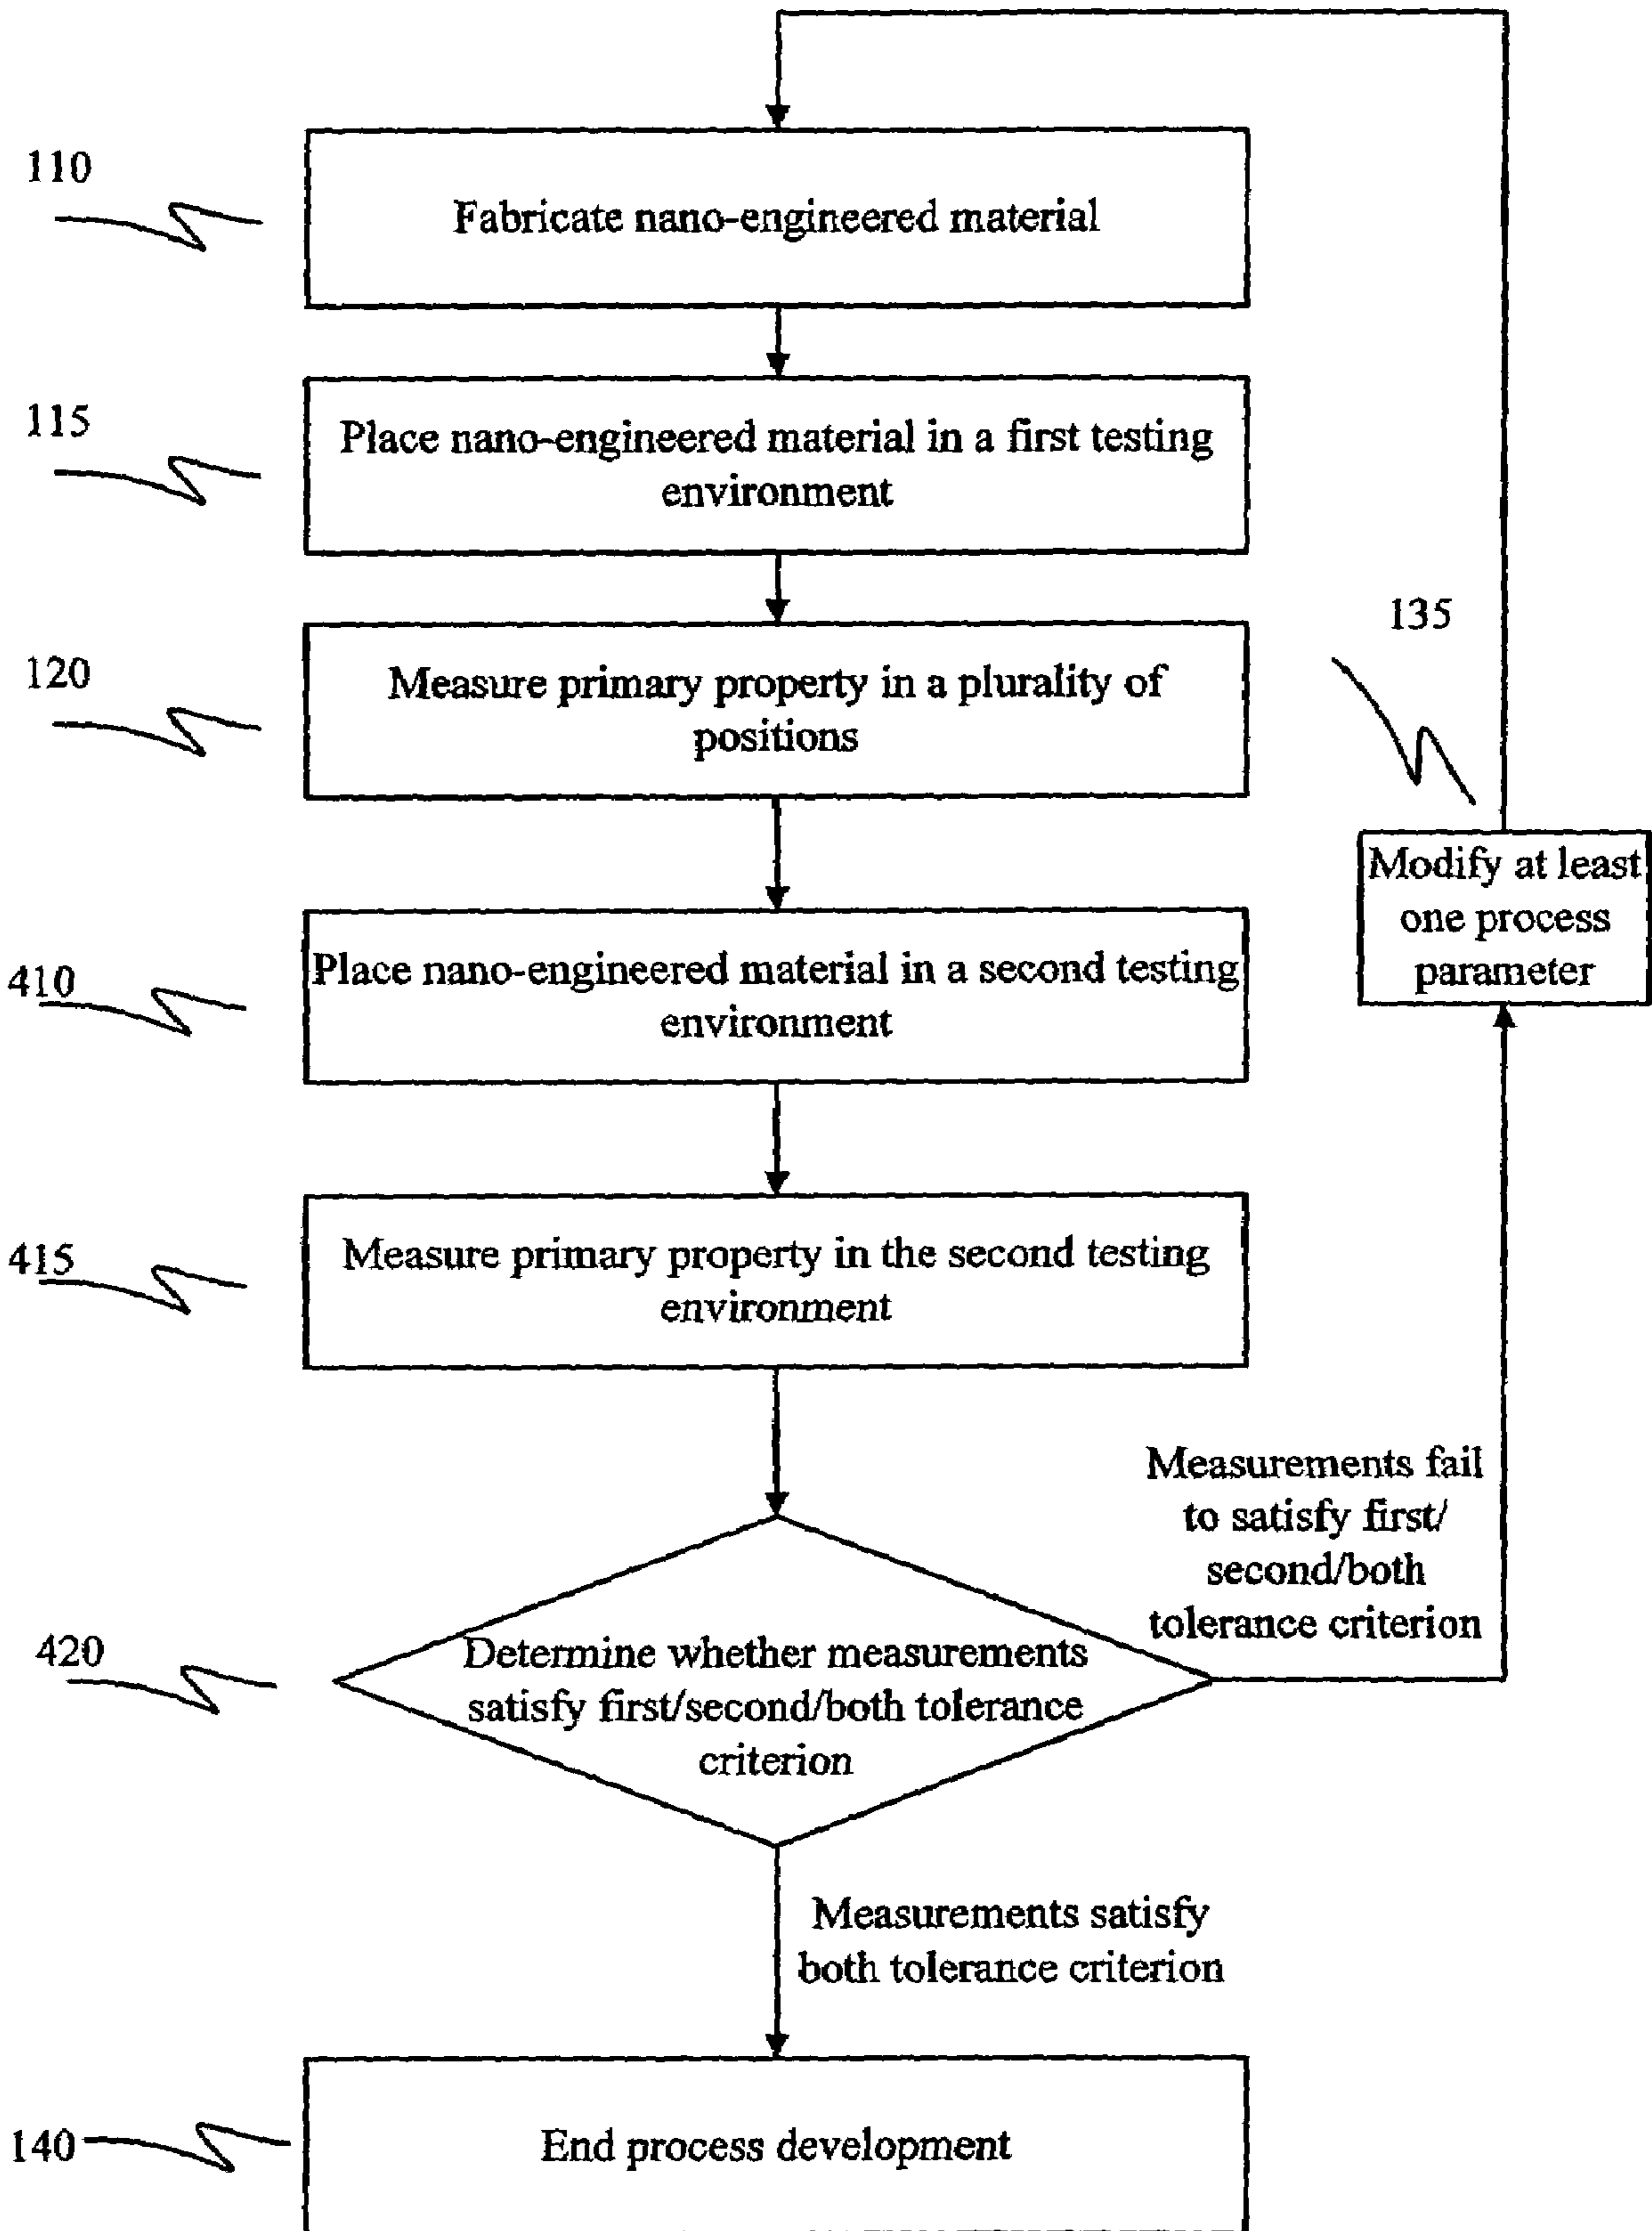 110
Fabricate nano-engineered material
115
Place nano-engineered material in a first testing
environment
120
Measure primary property in a plurality of
positions
135
Modify at least
one process
parameter
410
Place nano-engineered material in a second testing
environment
415
Measure primary property in the second testing
environment
Measurements fail
to satisfy first/
second/both
tolerance criterion
420
Determine whether measurements
satisfy first/second/both tolerance
criterion
Measurements satisfy
both tolerance criterion
140
End process development